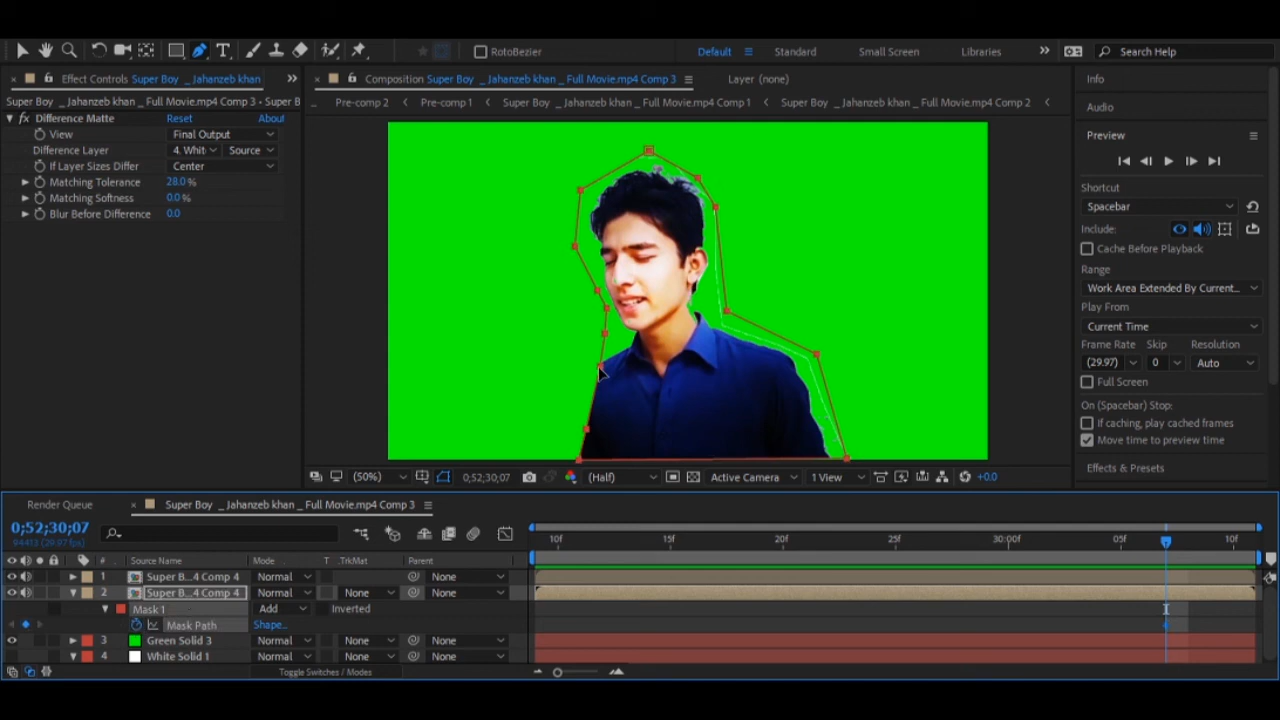 RotoBezier Default Standard Small Screen Libraries Search Help
Effect Controls Super Boy _ Jahanzeb khan
Super Boy _ Jahanzeb khan _ Full Movie.mp4 Comp 3 • Super B
fx Difference Matte Reset About
View Final Output
Difference Layer 4. Whit Source
If Layer Sizes Differ Center
Matching Tolerance 28.0 %
Matching Softness 0.0 %
Blur Before Difference 0.0
Composition Super Boy _ Jahanzeb khan _ Full Movie.mp4 Comp 3 Layer (none)
Pre-comp 2 Pre-comp 1 Super Boy _ Jahanzeb khan _ Full Movie.mp4 Comp 1 Super Boy _ Jahanzeb khan _ Full Movie.mp4 Comp 2
(50%) 0;52;30;07 (Half) Active Camera 1 View +0.0
Info
Audio
Preview
Shortcut
Spacebar
Include:
Cache Before Playback
Range
Work Area Extended By Current...
Play From
Current Time
Frame Rate Skip Resolution
(29.97) 0 Auto
Full Screen
On (Spacebar) Stop:
If caching, play cached frames
Move time to preview time
Effects & Presets
Render Queue Super Boy _ Jahanzeb khan _ Full Movie.mp4 Comp 3
0;52;30;07
94413 (29.97 fps)
10f 15f 20f 25f 30:00f 05f 10f
# Source Name Mode T .TrkMat Parent
1 Super B...4 Comp 4 Normal None
2 Super B...4 Comp 4 Normal None None
Mask 1 Add Inverted
Mask Path Shape...
3 Green Solid 3 Normal None None
4 White Solid 1 Normal None None
Toggle Switches / Modes